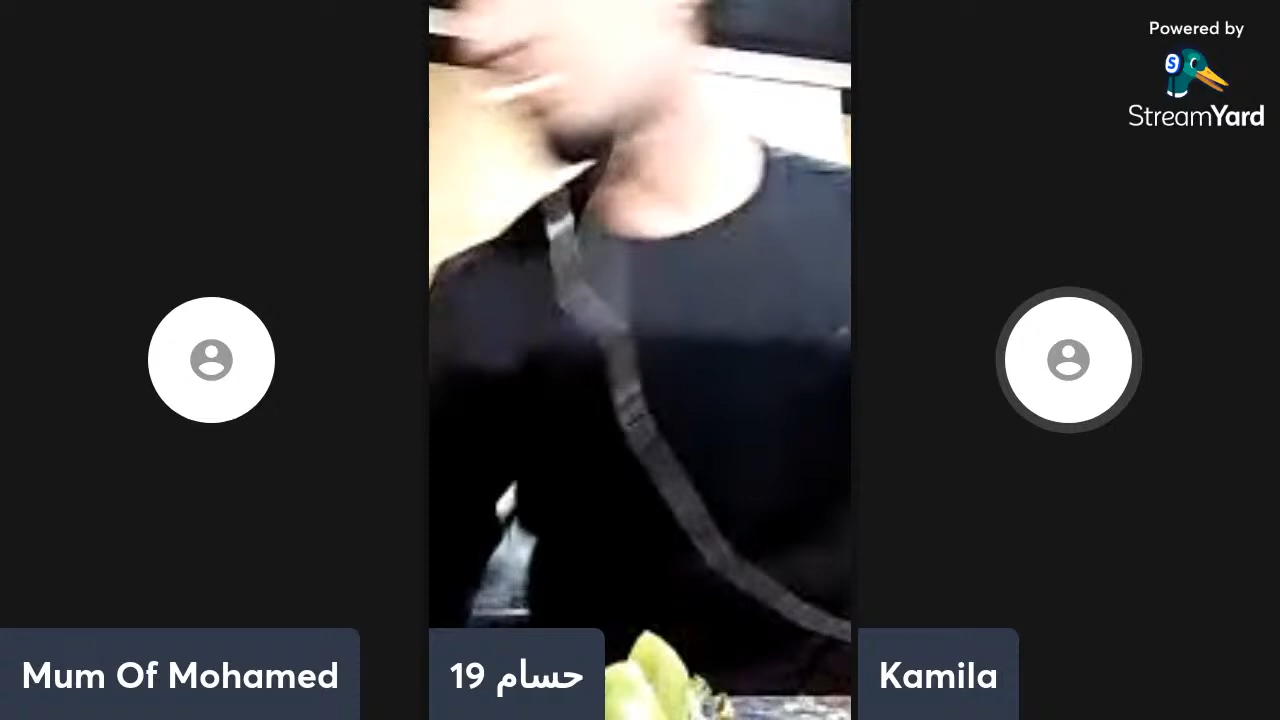 Powered by
S
StreamYard
Mum Of Mohamed
حسام 19
Kamila